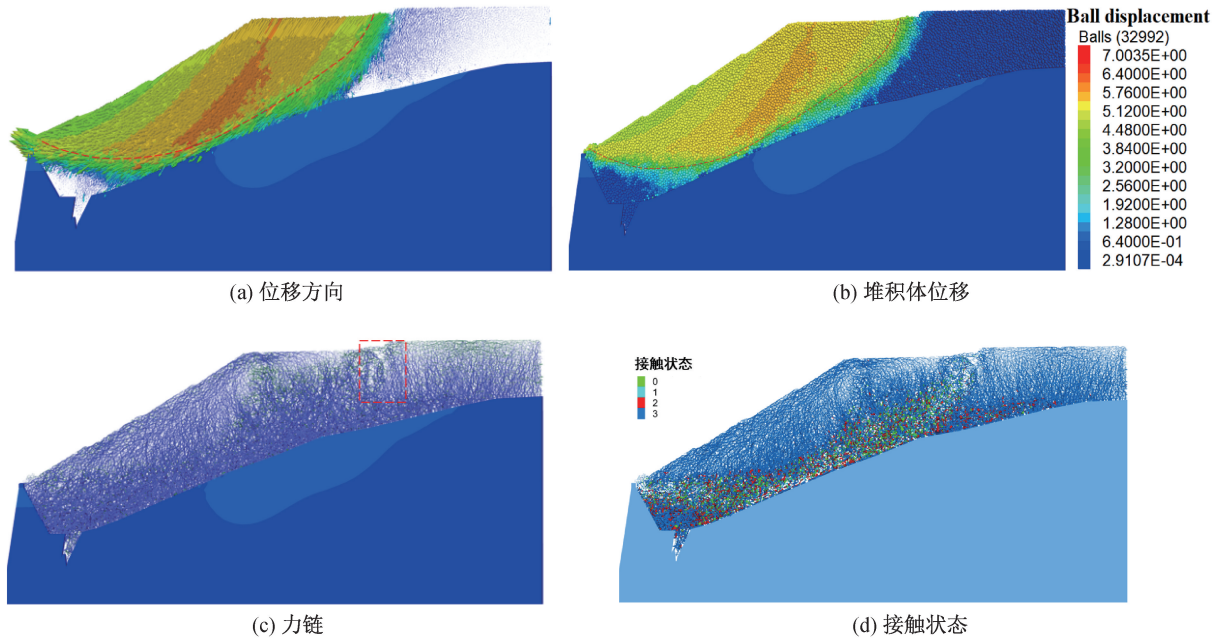 Ball displacement
Balls (32992)
7.0035E+00
6.4000E+00
5.7600E+00
5.1200E+00
4.4800E+00
3.8400E+00
3.2000E+00
2.5600E+00
1.9200E+00
1.2800E+00
6.4000E-01
2.9107E-04
(a) 位移方向
(b) 堆积体位移
接触状态
0
1
2
3
(c) 力链
(d) 接触状态